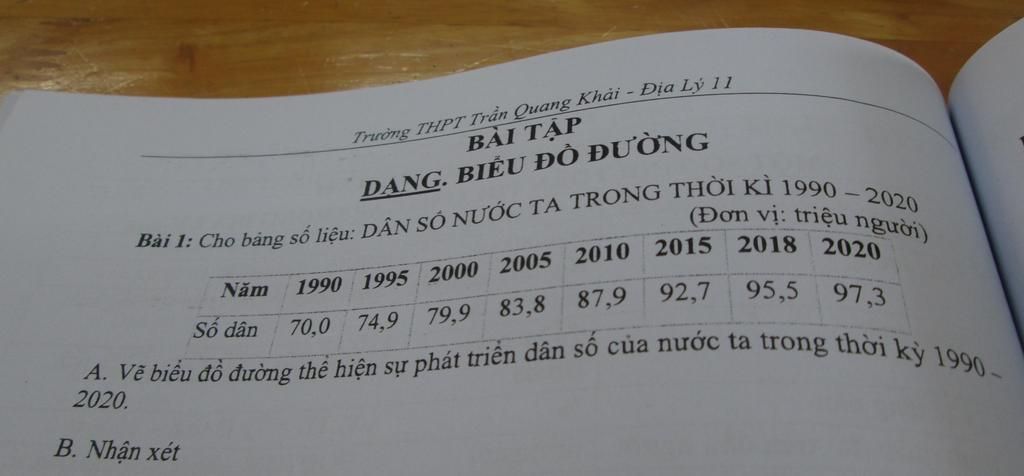 Trường THPT Trần Quang Khải - Địa Lý 11
BÀI TẬP
DẠNG. BIỂU ĐỒ ĐƯỜNG
Bài 1: Cho bảng số liệu: DÂN SỐ NƯỚC TA TRONG THỜI KÌ 1990 – 2020
(Đơn vị: triệu người)
Năm 1990 1995 2000 2005 2010 2015 2018 2020
Số dân 70,0 74,9 79,9 83,8 87,9 92,7 95,5 97,3
A. Vẽ biểu đồ đường thể hiện sự phát triển dân số của nước ta trong thời kỳ 1990 –
2020.
B. Nhận xét